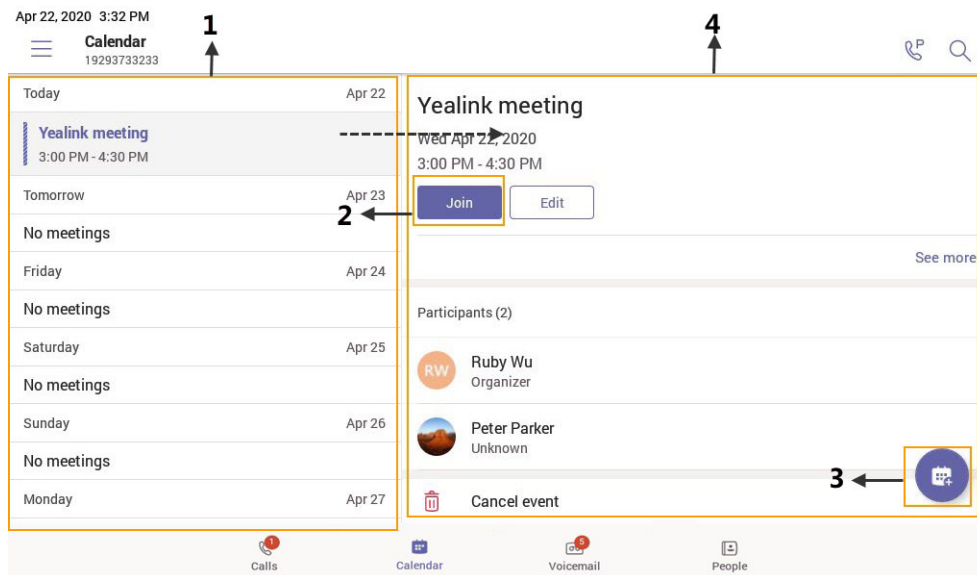 Apr 22, 2020 3:32 PM
1
4
Calendar
19293733233
P
Today Apr 22
Yealink meeting
3:00 PM - 4:30 PM
Tomorrow Apr 23
No meetings
Friday Apr 24
No meetings
Saturday Apr 25
No meetings
Sunday Apr 26
No meetings
Monday Apr 27
Yealink meeting
Wed Apr 22, 2020
3:00 PM - 4:30 PM
2
Join Edit
See more
Participants (2)
RW
Ruby Wu
Organizer
Peter Parker
Unknown
3
Cancel event
1
5
Calls Calendar Voicemail People